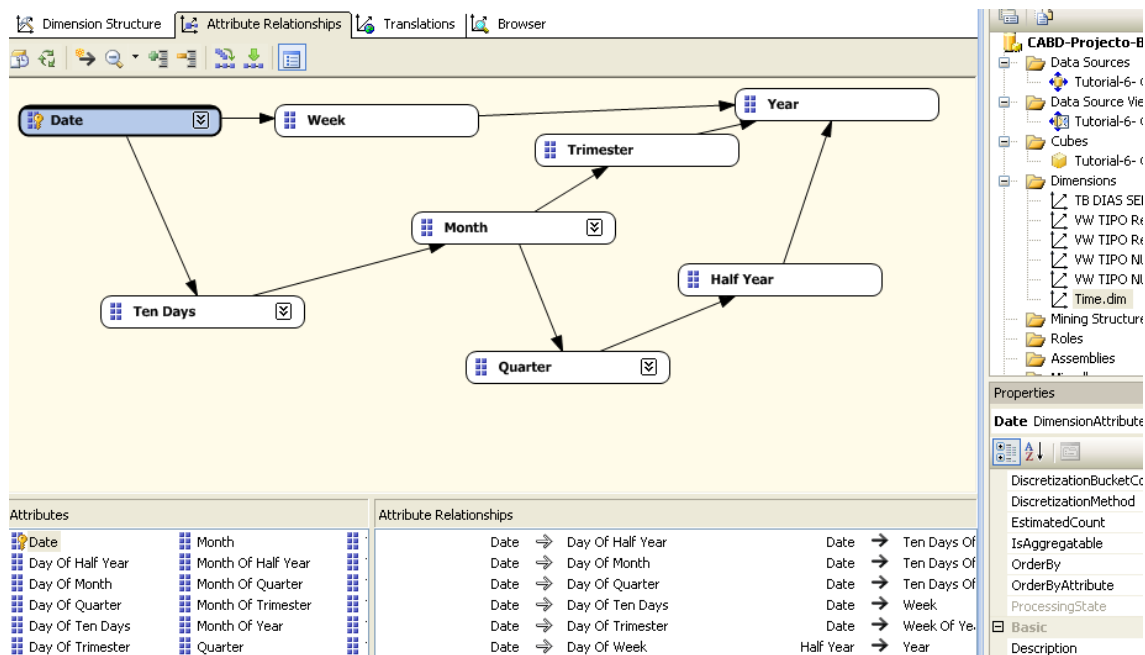 Dimension Structure Attribute Relationships Translations Browser
Date
Week
Year
Trimester
Month
Half Year
Ten Days
Quarter
Attributes
Date Month
Day Of Half Year Month Of Half Year
Day Of Month Month Of Quarter
Day Of Quarter Month Of Trimester
Day Of Ten Days Month Of Year
Day Of Trimester Quarter
Attribute Relationships
Date Day Of Half Year Date Ten Days Of
Date Day Of Month Date Ten Days Of
Date Day Of Quarter Date Ten Days Of
Date Day Of Ten Days Date Week
Date Day Of Trimester Date Week Of Ye
Date Day Of Week Half Year Year
CABD-Projecto-B
Data Sources
Tutorial-6-
Data Source Vie
Tutorial-6-
Cubes
Tutorial-6-
Dimensions
TB DIAS SE
VW TIPO Re
VW TIPO Re
VW TIPO NU
VW TIPO NU
Time.dim
Mining Structure
Roles
Assemblies
Properties
Date DimensionAttribute
DiscretizationBucketCo
DiscretizationMethod
EstimatedCount
IsAggregatable
OrderBy
OrderByAttribute
ProcessingState
Basic
Description